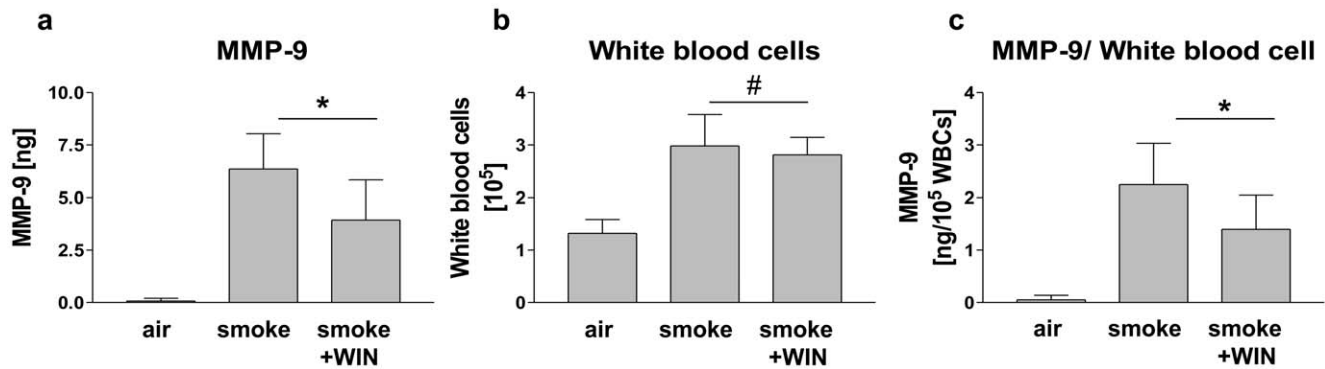 a
MMP-9
MMP-9 [ng]
10.0
7.5
5.0
2.5
0.0
*
air
smoke
smoke
+WIN
b
White blood cells
White blood cells
[10⁵]
4
3
2
1
0
#
air
smoke
smoke
+WIN
c
MMP-9/ White blood cell
MMP-9
[ng/10⁵ WBCs]
4
3
2
1
0
*
air
smoke
smoke
+WIN